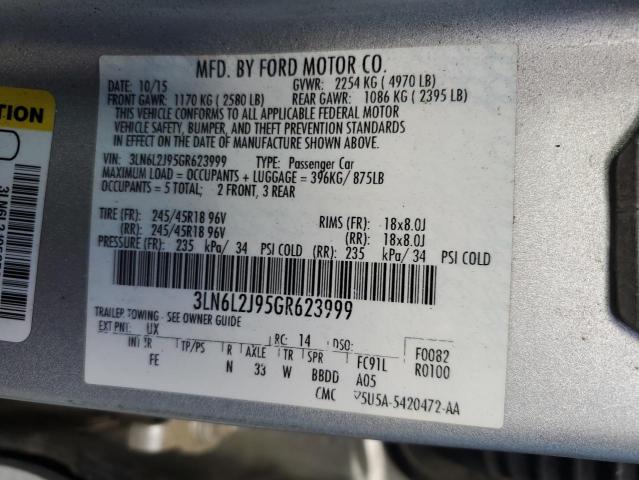 MFD. BY FORD MOTOR CO.
DATE: 10/15 GVWR: 2254 KG ( 4970 LB)
FRONT GAWR: 1170 KG ( 2580 LB) REAR GAWR: 1086 KG ( 2395 LB)
THIS VEHICLE CONFORMS TO ALL APPLICABLE FEDERAL MOTOR
VEHICLE SAFETY, BUMPER, AND THEFT PREVENTION STANDARDS
IN EFFECT ON THE DATE OF MANUFACTURE SHOWN ABOVE.
VIN: 3LN6L2J95GR623999 TYPE: Passenger Car
MAXIMUM LOAD = OCCUPANTS + LUGGAGE = 396KG/ 875LB
OCCUPANTS = 5 TOTAL; 2 FRONT, 3 REAR
TIRE (FR): 245/45R18 96V RIMS (FR): 18x8.0J
(RR): 245/45R18 96V (RR): 18x8.0J
PRESSURE (FR): 235 kPa/ 34 PSI COLD (RR): 235 kPa/ 34 PSI COLD
3LN6L2J95GR623999
TRAILER TOWING - SEE OWNER GUIDE
EXT PNT: UX RC: 14 DSO: F0082
TP/PS R AXLE TR SPR FC91L R0100
FE N 33 W BBDD A05
CMC 5U5A-5420472-AA